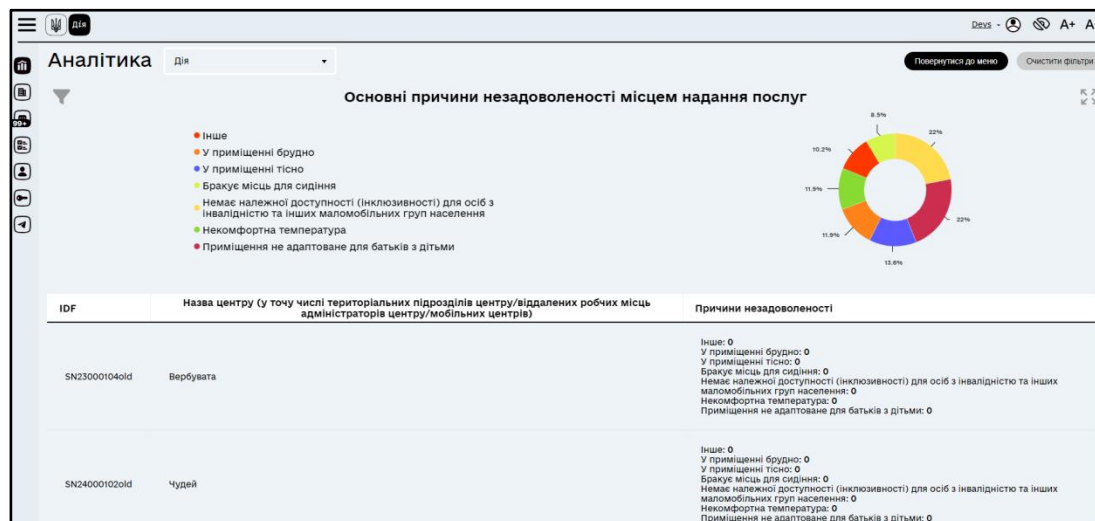 Дія
Devs - A+ A
Аналітика Дія Повернутися до меню Очистити фільтри
99+
Основні причини незадоволеності місцем надання послуг
Інше
У приміщенні брудно
У приміщенні тісно
Бракує місць для сидіння
Немає належної доступності (інклюзивності) для осіб з
інвалідністю та інших маломобільних груп населення
Некомфортна температура
Приміщення не адаптоване для батьків з дітьми
8.5%
22%
10.2%
11.9%
22%
11.9%
13.6%
IDF
Назва центру (у точу числі територіальних підрозділів центру/віддалених робчих місць
адміністраторів центру/мобільних центрів)
Причини незадоволеності
SN23000104old Вербувата
Інше: 0
У приміщенні брудно: 0
У приміщенні тісно: 0
Бракує місць для сидіння: 0
Немає належної доступності (інклюзивності) для осіб з інвалідністю та інших
маломобільних груп населення: 0
Некомфортна температура: 0
Приміщення не адаптоване для батьків з дітьми: 0
SN24000102old Чудей
Інше: 0
У приміщенні брудно: 0
У приміщенні тісно: 0
Бракує місць для сидіння: 0
Немає належної доступності (інклюзивності) для осіб з інвалідністю та інших
маломобільних груп населення: 0
Некомфортна температура: 0
Приміщення не адаптоване для батьків з дітьми: 0